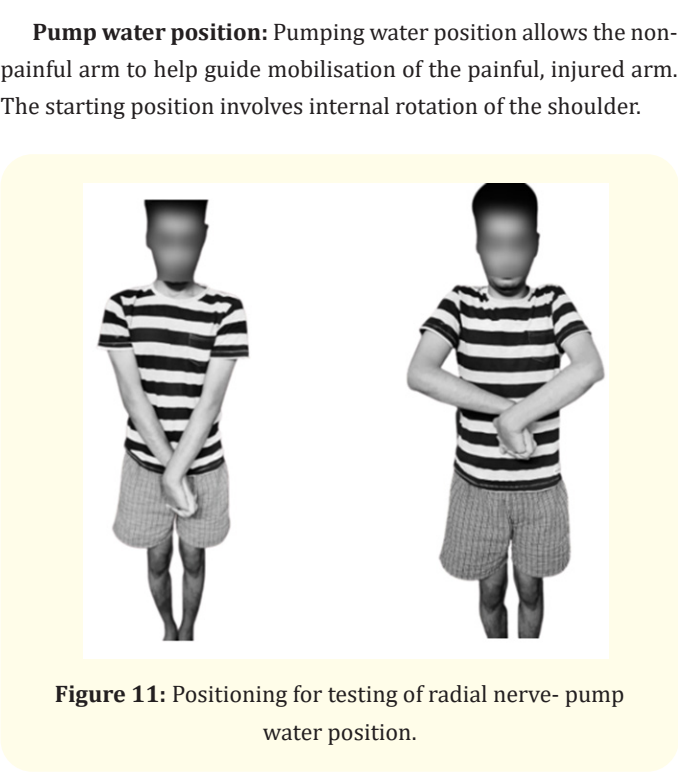 Pump water position: Pumping water position allows the non-
painful arm to help guide mobilisation of the painful, injured arm.
The starting position involves internal rotation of the shoulder.
Figure 11: Positioning for testing of radial nerve- pump
water position.